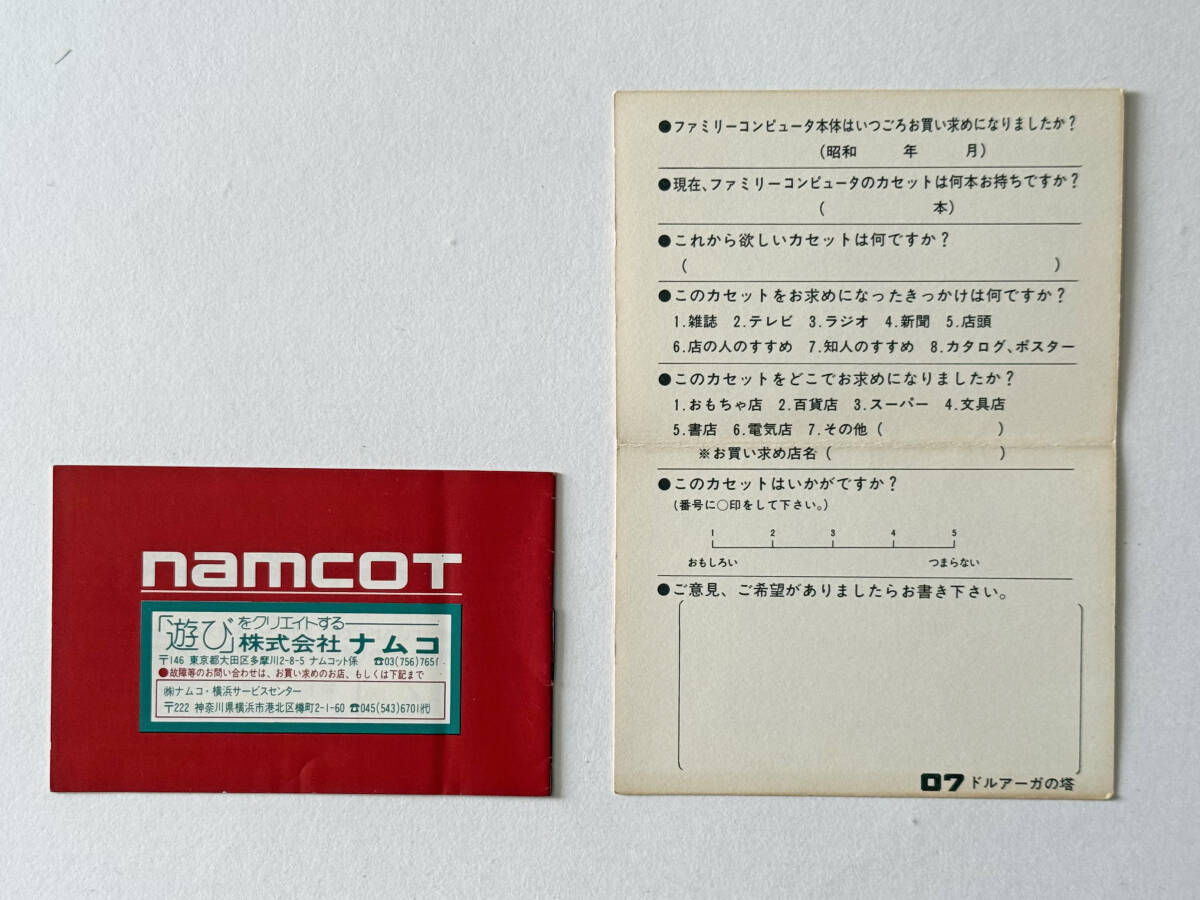 namcoT
「遊び」をクリエイトする
株式会社 ナムコ
〒146 東京都大田区多摩川2-8-5 ナムコット係 ☎03(756)7651
●故障等のお問い合わせは、お買い求めのお店、もしくは下記まで
㈱ナムコ・横浜サービスセンター
〒222 神奈川県横浜市港北区樽町2-1-60 ☎045(543)6701㈹
●ファミリーコンピュータ本体はいつごろお買い求めになりましたか?
(昭和 年 月)
●現在、ファミリーコンピュータのカセットは何本お持ちですか?
( 本)
●これから欲しいカセットは何ですか?
( )
●このカセットをお求めになったきっかけは何ですか?
1.雑誌 2.テレビ 3.ラジオ 4.新聞 5.店頭
6.店の人のすすめ 7.知人のすすめ 8.カタログ、ポスター
●このカセットをどこでお求めになりましたか?
1.おもちゃ店 2.百貨店 3.スーパー 4.文具店
5.書店 6.電気店 7.その他( )
※お買い求め店名( )
●このカセットはいかがですか?
(番号に○印をして下さい。)
1 2 3 4 5
おもしろい つまらない
●ご意見、ご希望がありましたらお書き下さい。
07 ドルアーガの塔